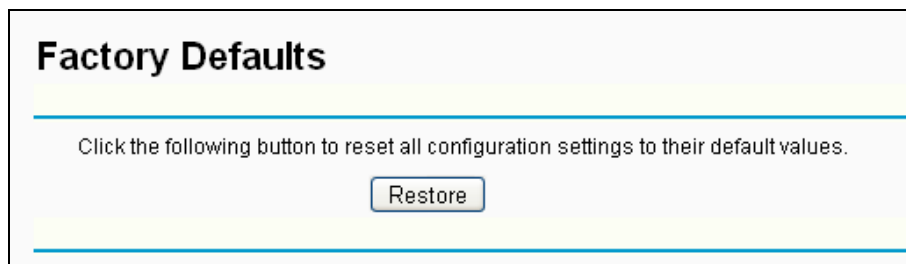 Factory Defaults
Click the following button to reset all configuration settings to their default values.
Restore